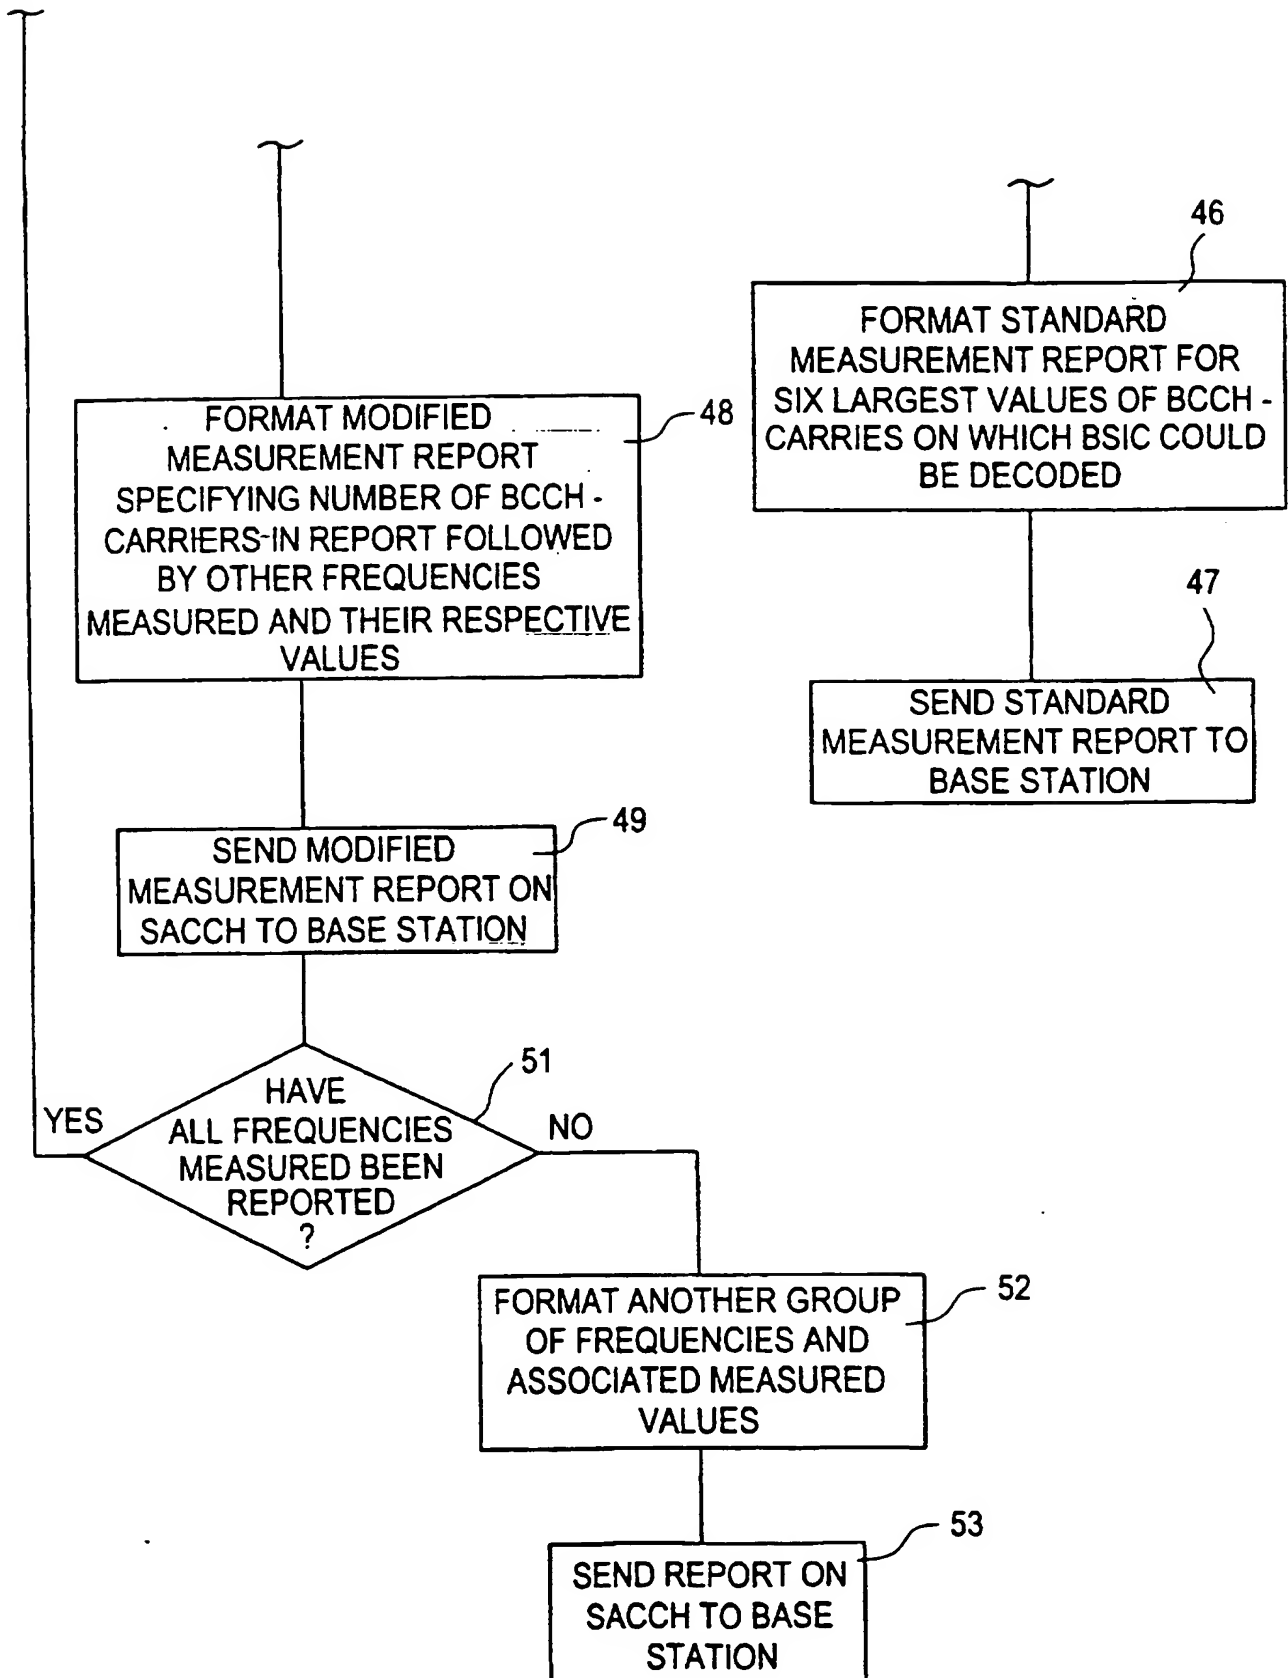 46
FORMAT STANDARD
MEASUREMENT REPORT FOR
SIX LARGEST VALUES OF BCCH -
CARRIES ON WHICH BSIC COULD
BE DECODED
48
FORMAT MODIFIED
MEASUREMENT REPORT
SPECIFYING NUMBER OF BCCH -
CARRIERS-IN REPORT FOLLOWED
BY OTHER FREQUENCIES
MEASURED AND THEIR RESPECTIVE
VALUES
47
SEND STANDARD
MEASUREMENT REPORT TO
BASE STATION
49
SEND MODIFIED
MEASUREMENT REPORT ON
SACCH TO BASE STATION
51
HAVE
ALL FREQUENCIES
MEASURED BEEN
REPORTED
?
YES
NO
52
FORMAT ANOTHER GROUP
OF FREQUENCIES AND
ASSOCIATED MEASURED
VALUES
53
SEND REPORT ON
SACCH TO BASE
STATION